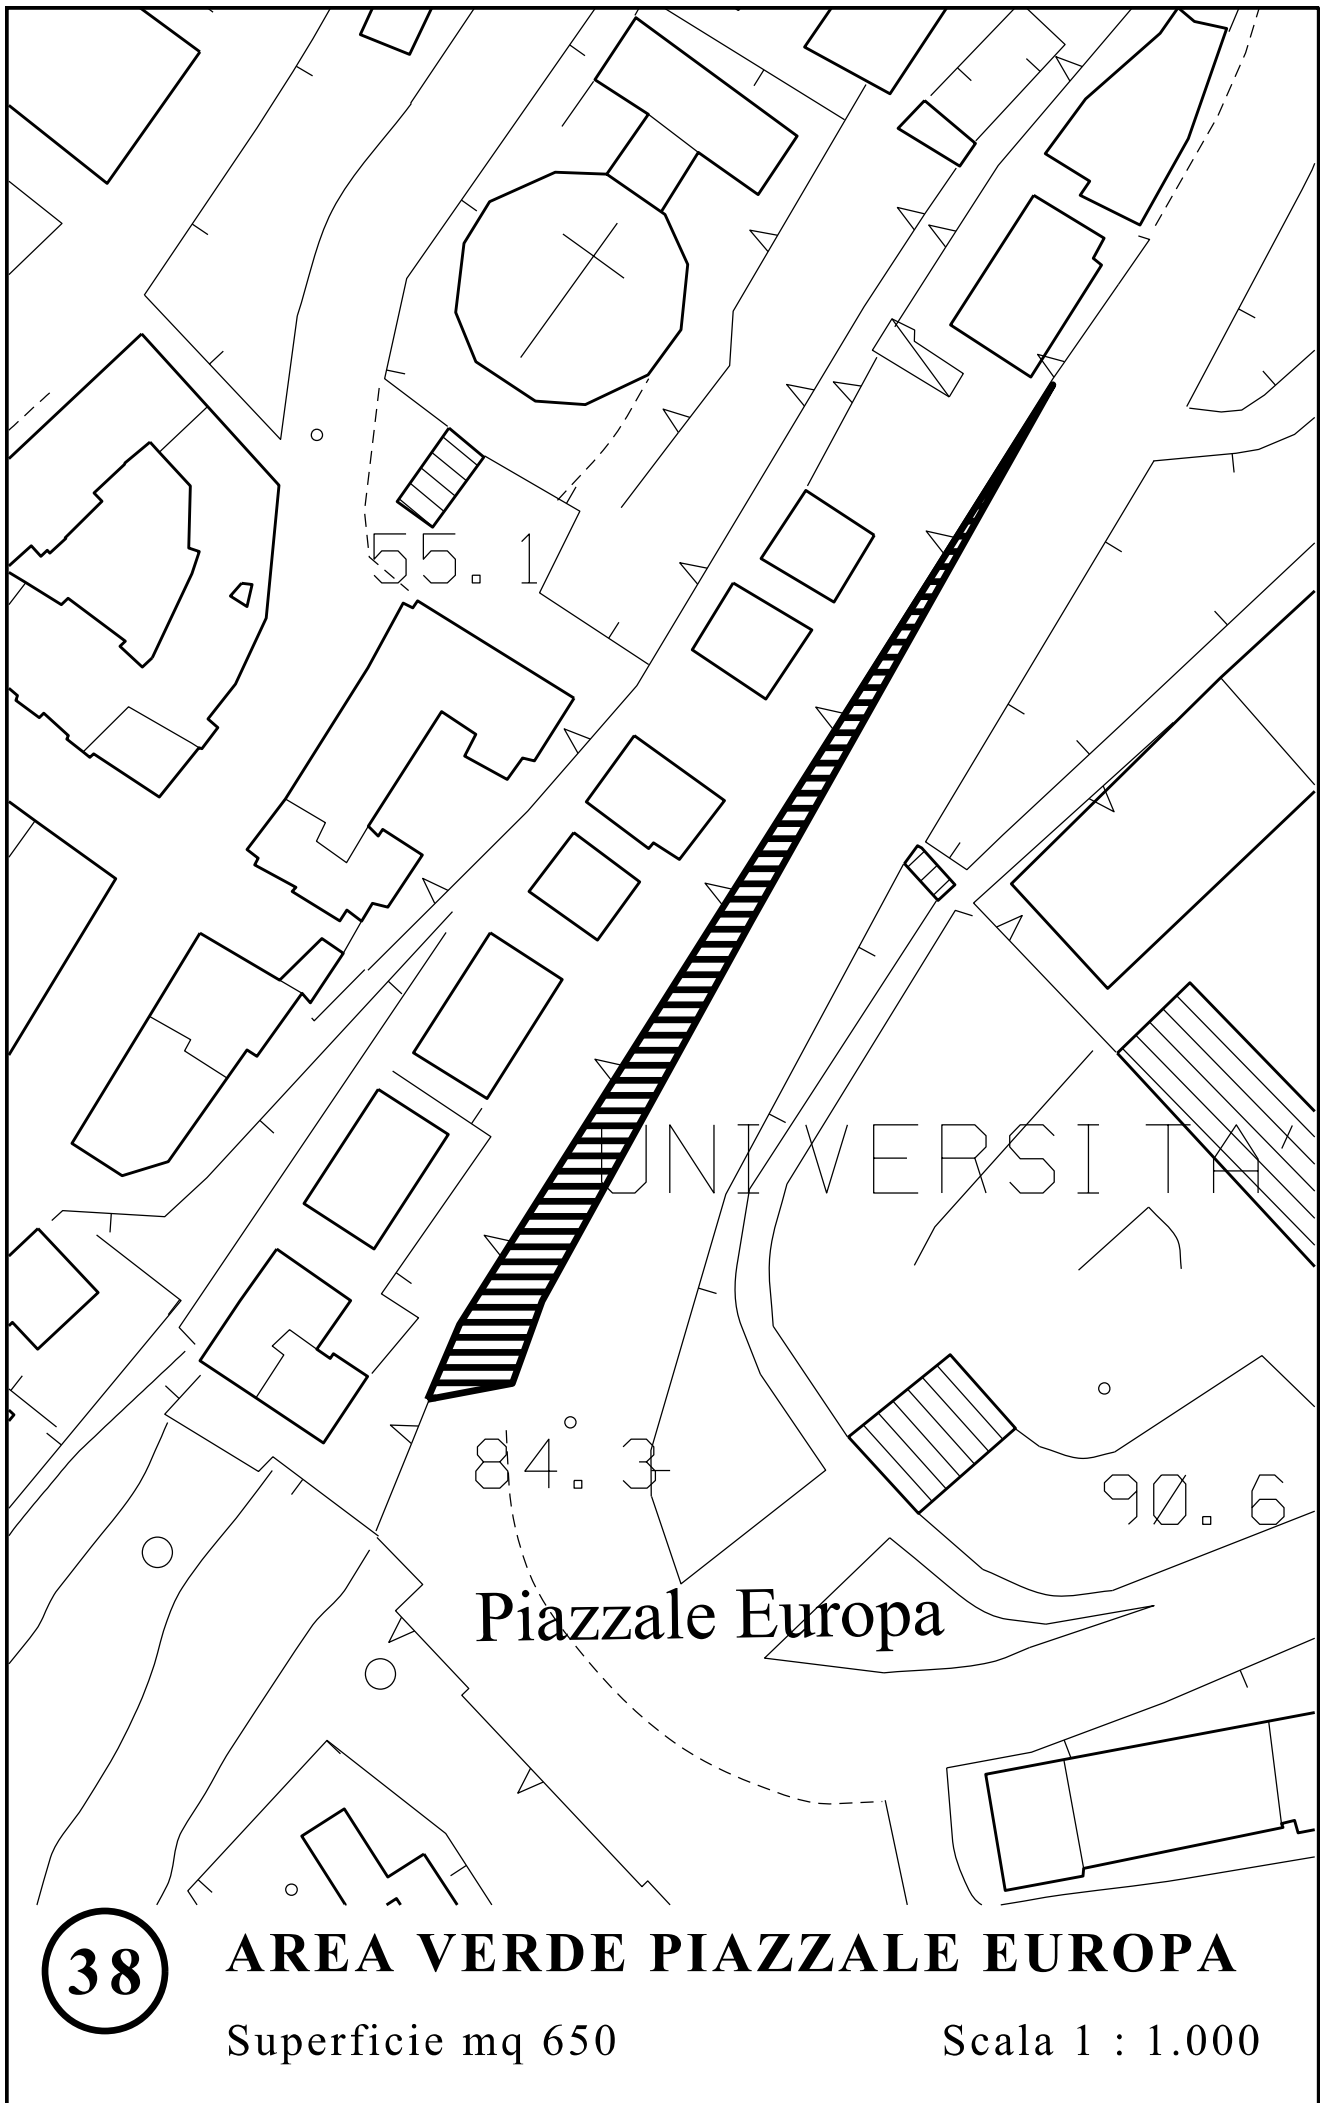 55.1
UNIVERSITA'
84.3
90.6
Piazzale Europa
38 AREA VERDE PIAZZALE EUROPA
Superficie mq 650 Scala 1 : 1.000